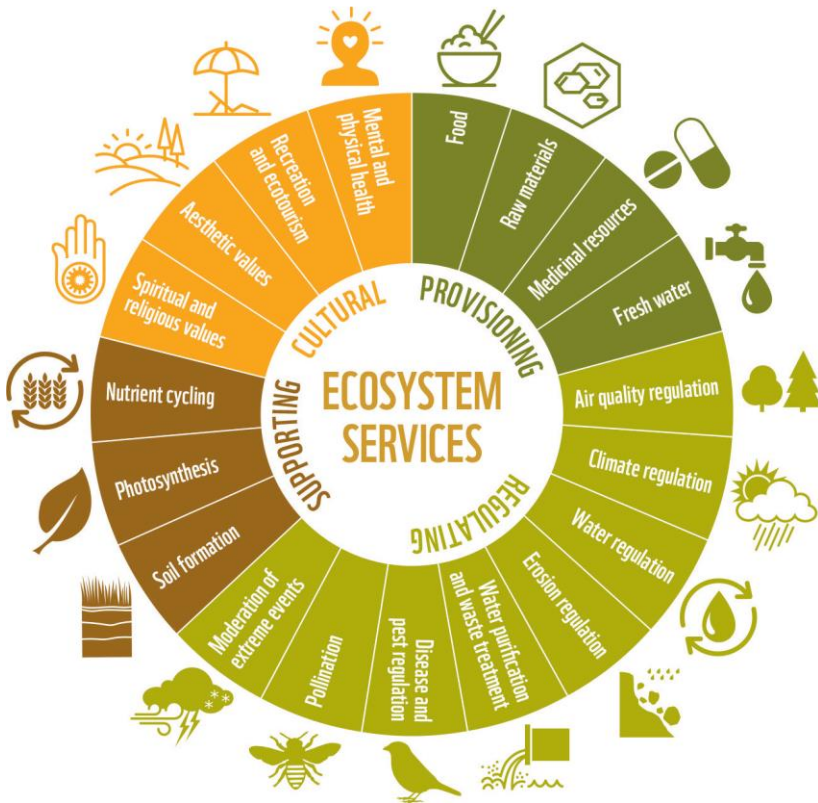 ECOSYSTEM
SERVICES
PROVISIONING
Food
Raw materials
Medicinal resources
Fresh water
REGULATING
Air quality regulation
Climate regulation
Water regulation
Erosion regulation
Water purification
and waste treatment
Disease and
pest regulation
Pollination
Moderation of
extreme events
SUPPORTING
Soil formation
Photosynthesis
Nutrient cycling
CULTURAL
Spiritual and
religious values
Aesthetic values
Recreation
and ecotourism
Mental and
physical health